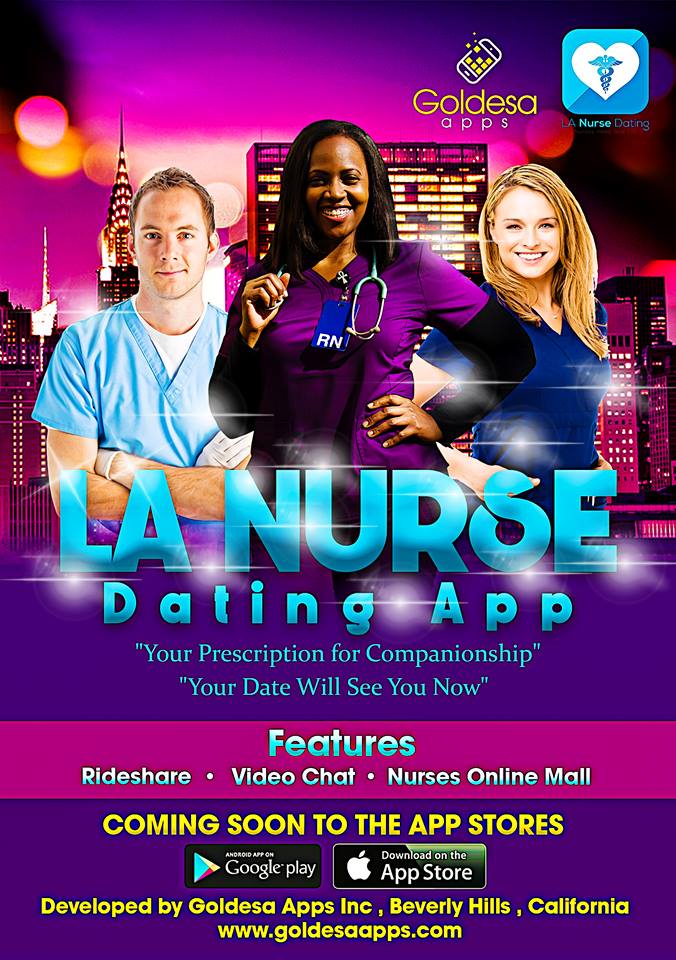 Goldesa
apps
LA Nurse Dating
RN
LA NURSE
Dating App
"Your Prescription for Companionship"
"Your Date Will See You Now"
Features
Rideshare • Video Chat • Nurses Online Mall
COMING SOON TO THE APP STORES
ANDROID APP ON
Google play
Download on the
App Store
Developed by Goldesa Apps Inc , Beverly Hills , California
www.goldesaapps.com